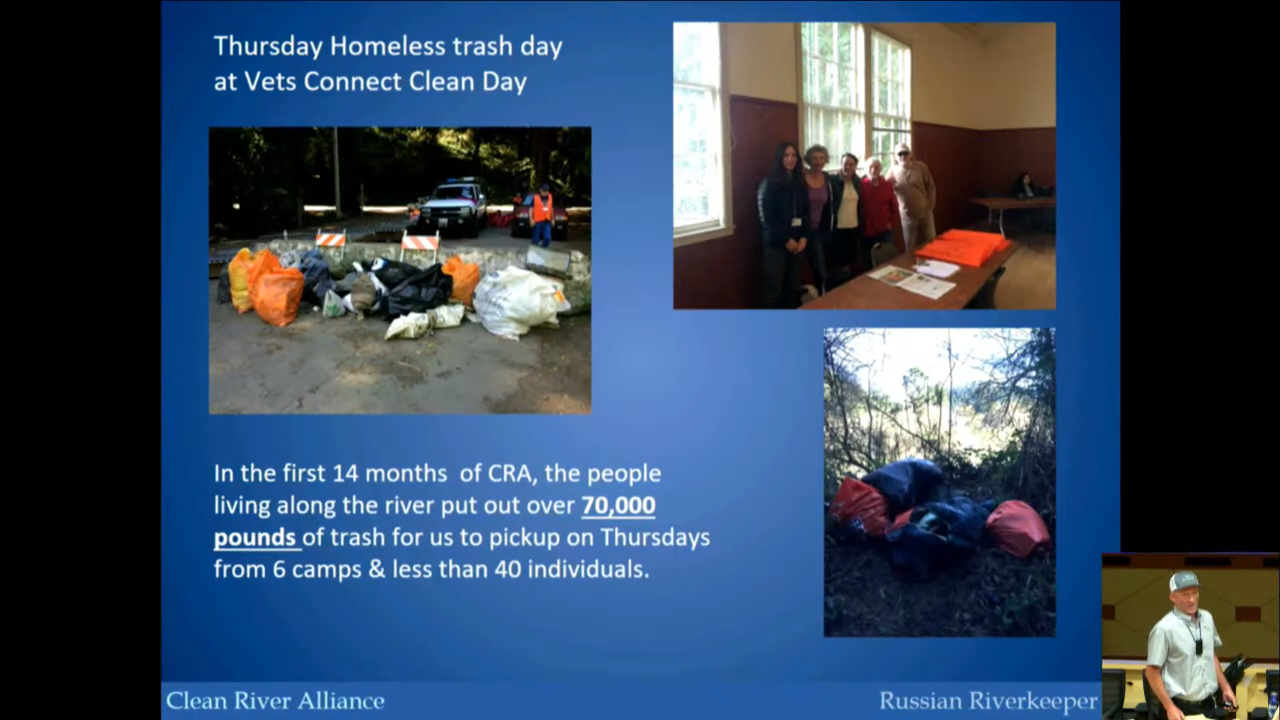 Thursday Homeless trash day
at Vets Connect Clean Day
In the first 14 months of CRA, the people
living along the river put out over 70,000
pounds of trash for us to pickup on Thursdays
from 6 camps & less than 40 individuals.
Clean River Alliance
Russian Riverkeeper